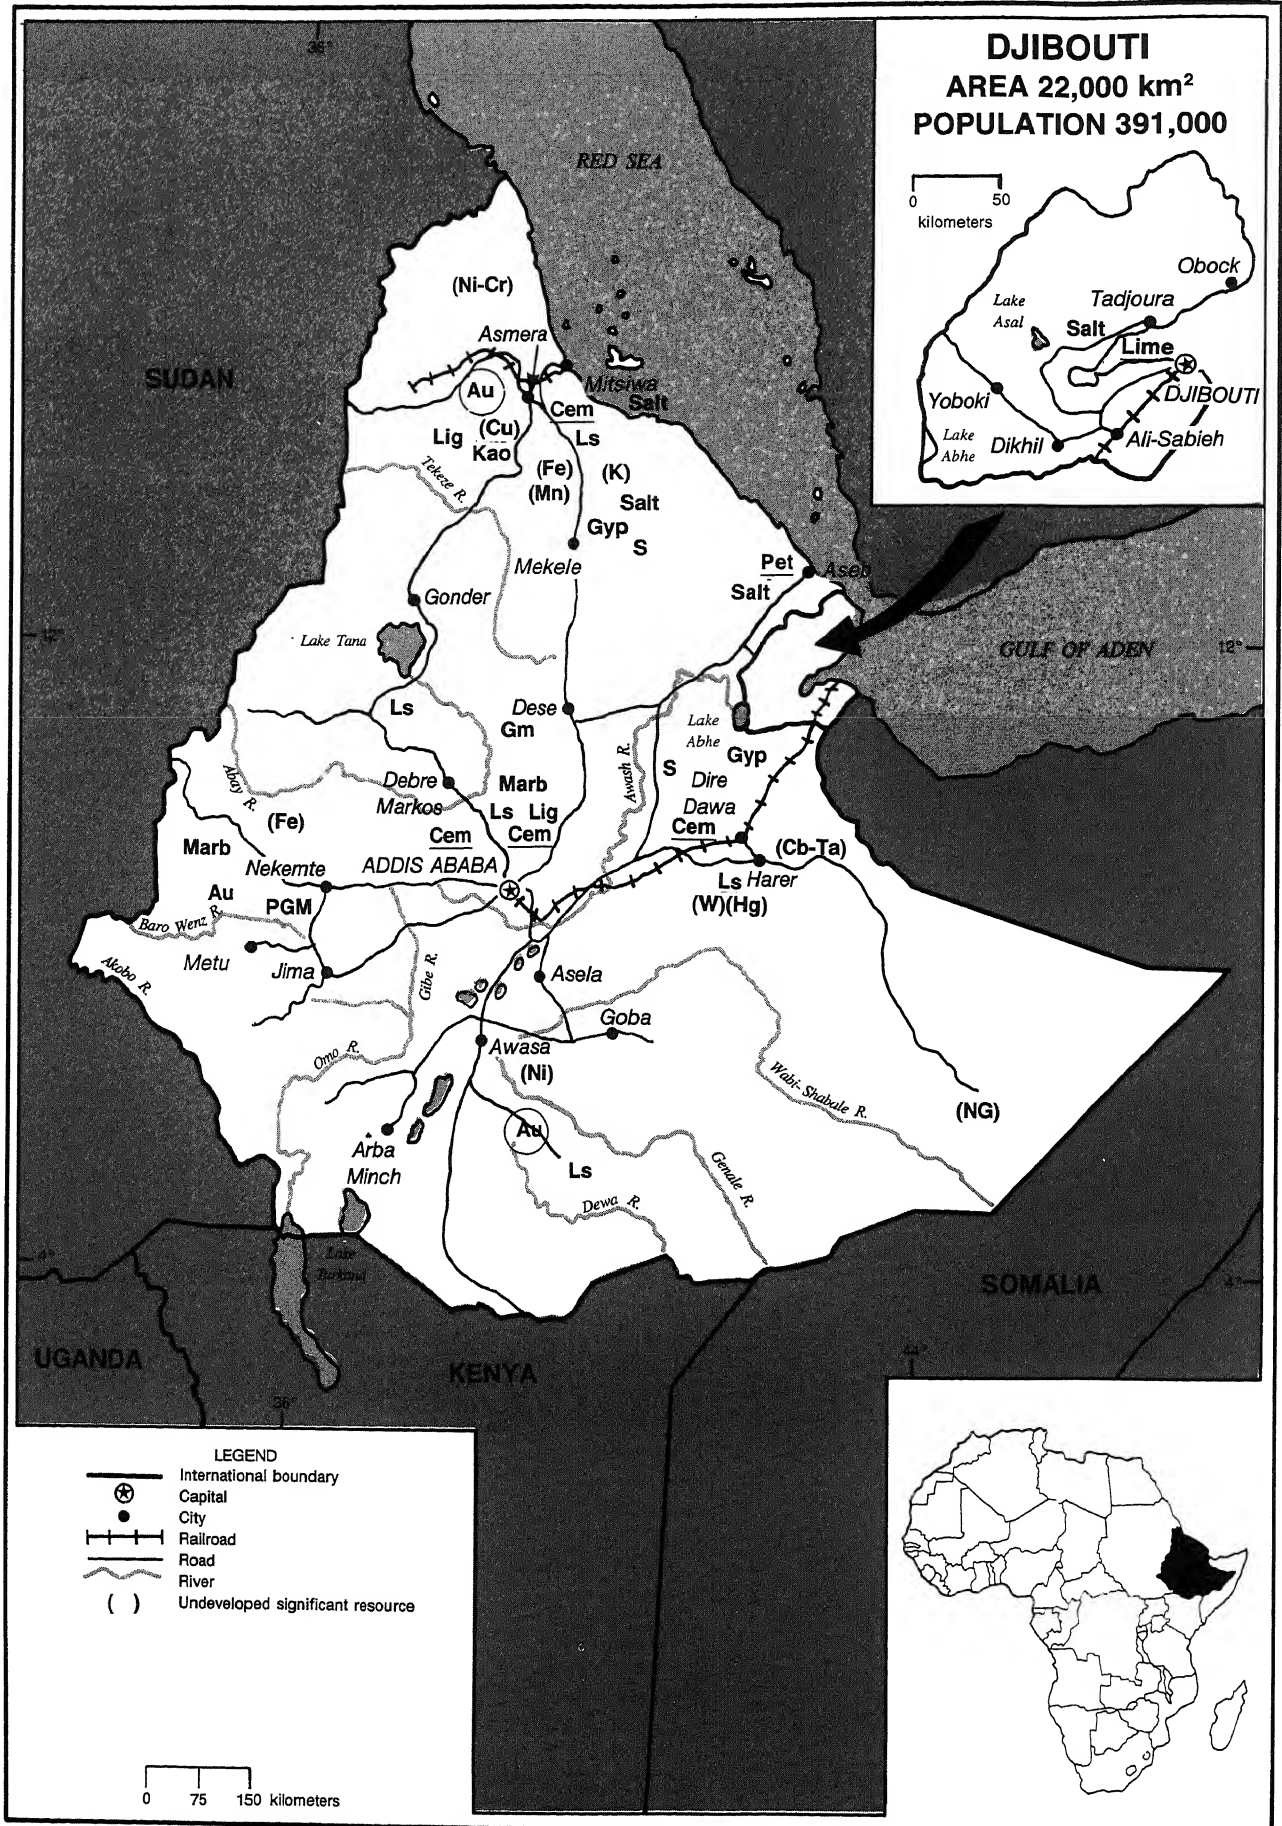 DJIBOUTI
AREA 22,000 km²
POPULATION 391,000
0 50
kilometers
Obock
Lake
Asal
Tadjoura
Salt
Lime
DJIBOUTI
Yoboki
Lake
Abhe
Dikhil
Ali-Sabieh
36°
RED SEA
(Ni-Cr)
Asmera
SUDAN
Au
Mitsiwa
Salt
Cem
Lig
(Cu)
Ls
Kao
(Fe)
(K)
Tekeze R.
(Mn)
Salt
Gyp
S
Mekele
Pet
Aseb
Salt
Gonder
12°
Lake Tana
GULF OF ADEN
12°
Ls
Dese
Gm
Lake
Abhe
Gyp
Awash R.
S
Dire
Dawa
Cem
Abay R.
Debre
Markos
Marb
Ls Lig
Cem
Cem
(Fe)
Marb
Nekemte
ADDIS ABABA
(Cb-Ta)
Ls
Harer
(W)(Hg)
Au
PGM
Baro Wenz R.
Metu
Jima
Akobo R.
Gibe R.
Asela
Goba
Awasa
(Ni)
Omo R.
Wabi-Shabale R.
(NG)
Arba
Minch
Au
Ls
Genale R.
Dewa R.
Lake
Turkana
4°
SOMALIA
4°
UGANDA
KENYA
44°
36°
LEGEND
International boundary
Capital
City
Railroad
Road
River
( ) Undeveloped significant resource
0 75 150 kilometers